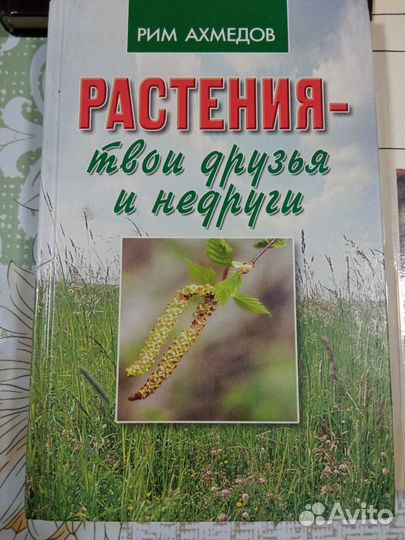 РИМ АХМЕДОВ
РАСТЕНИЯ-
твои друзья
и недруги
Avito